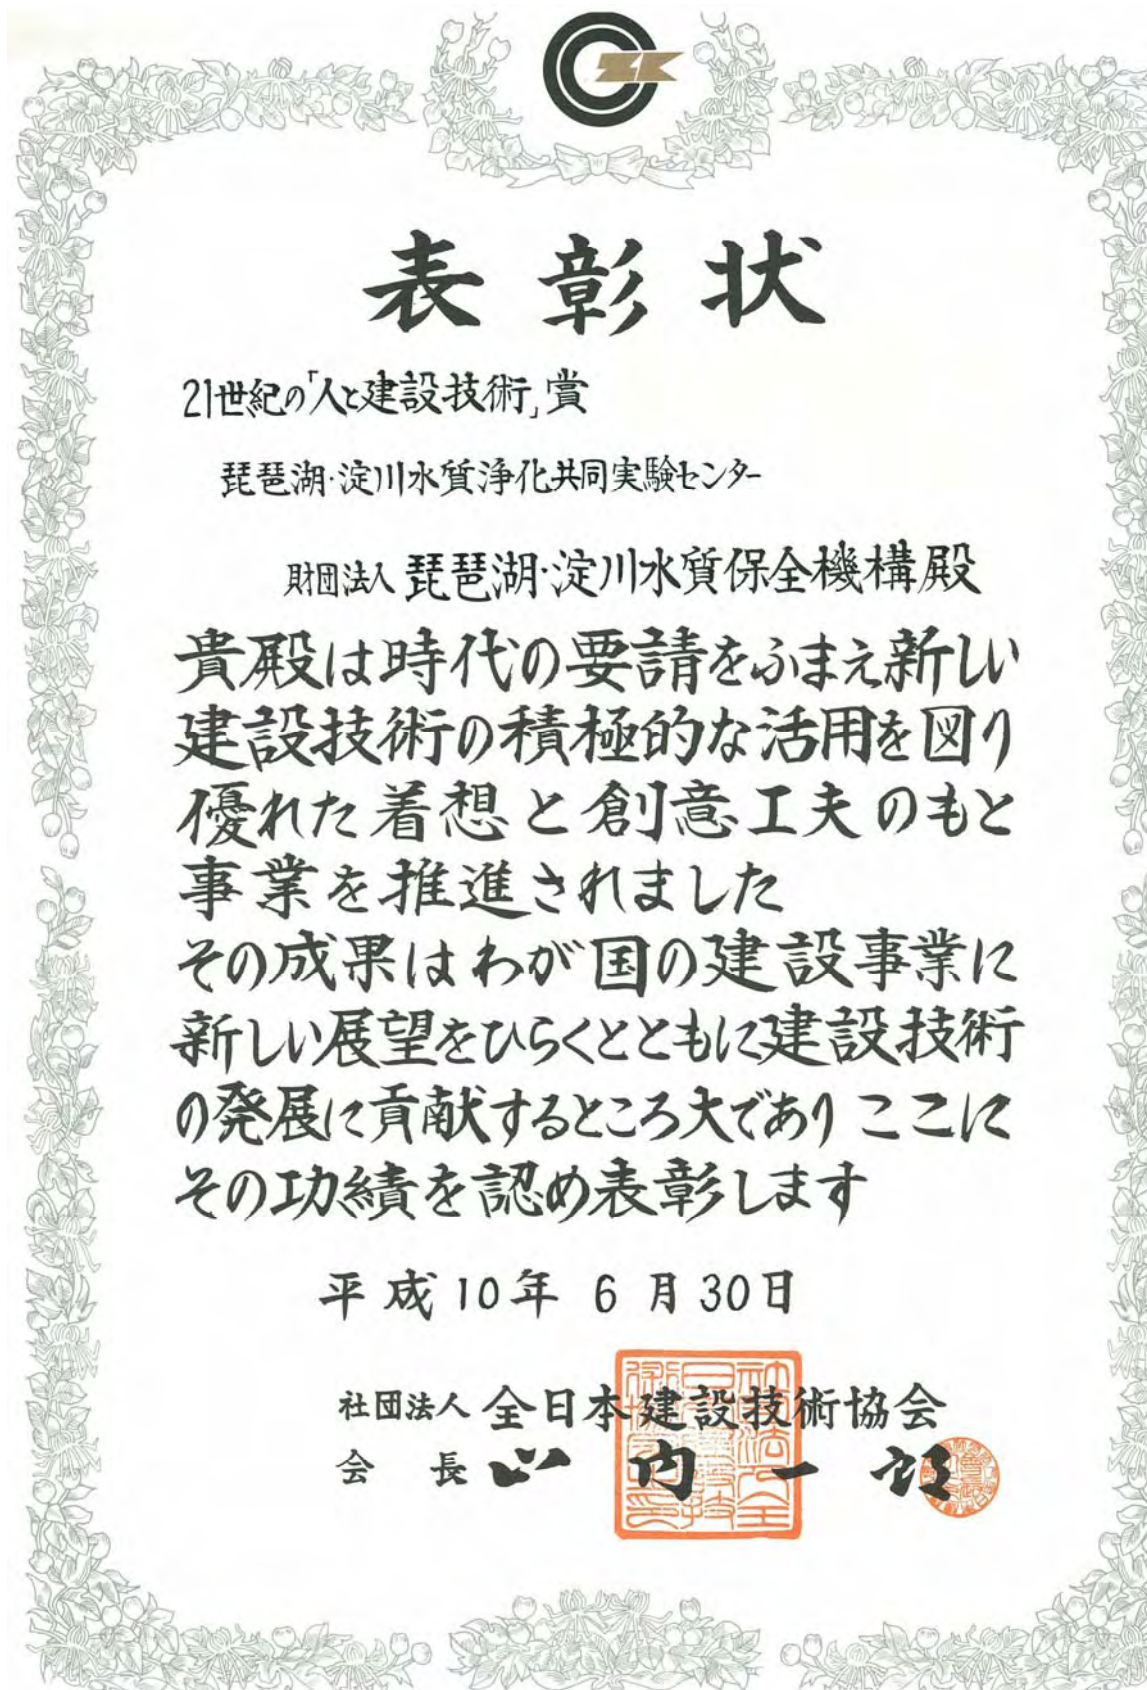 表彰状
21世紀の「人と建設技術」賞
琵琶湖・淀川水質浄化共同実験センター
財団法人 琵琶湖・淀川水質保全機構殿
貴殿は時代の要請をふまえ新しい
建設技術の積極的な活用を図り
優れた着想と創意工夫のもと
事業を推進されました
その成果はわが国の建設事業に
新しい展望をひらくとともに建設技術
の発展に貢献するところ大であり ここに
その功績を認め表彰します
平成10年 6月30日
社団法人 全日本建設技術協会
会長 山内一郎